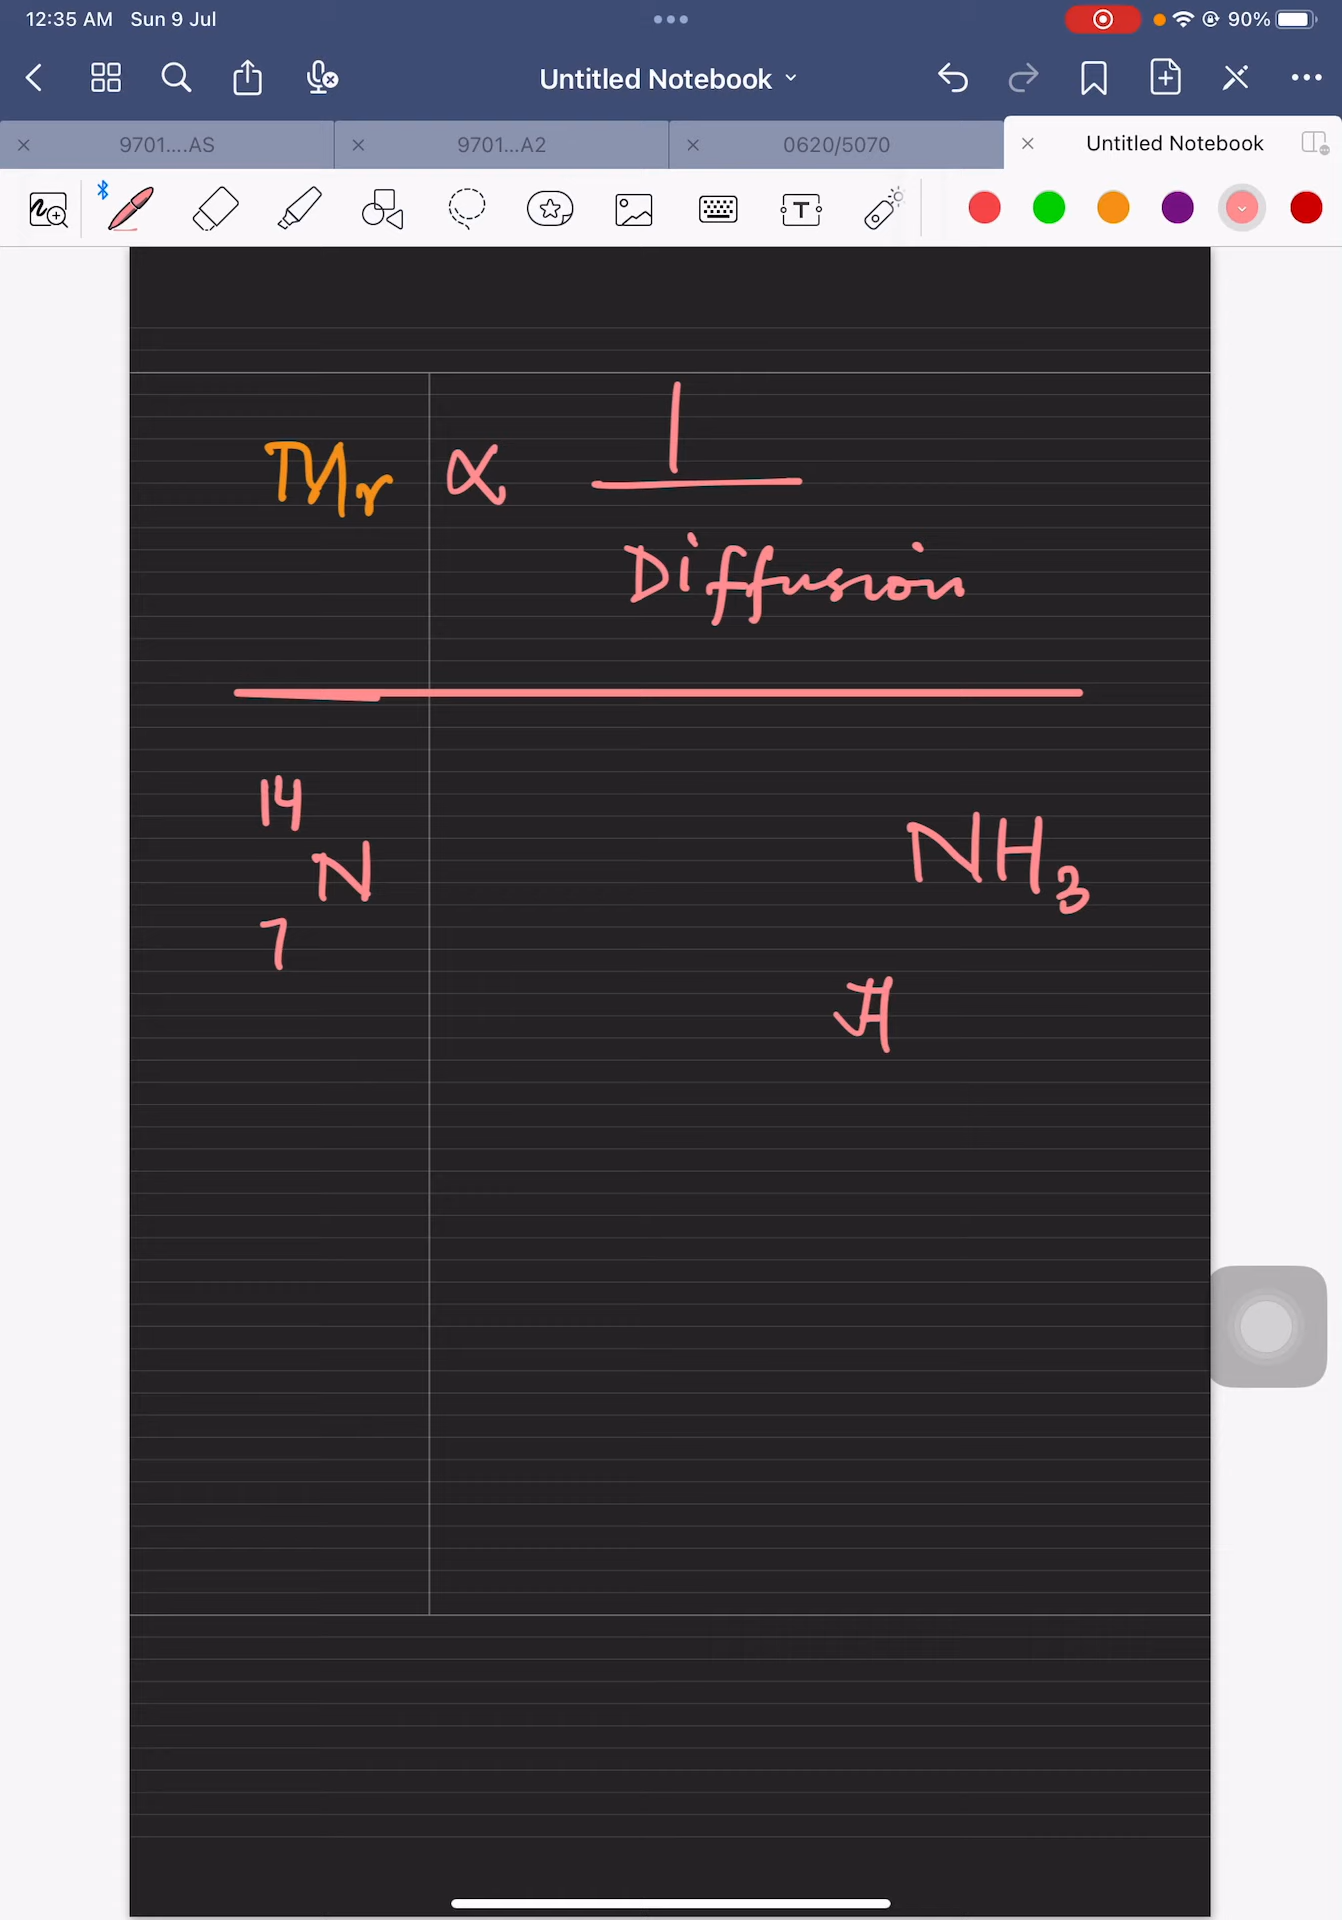 12:35 AM Sun 9 Jul 90%
Untitled Notebook
9701....AS 9701...A2 0620/5070 Untitled Notebook
T
Mr ∝ 1
Diffusion
14
N
7
NH₃